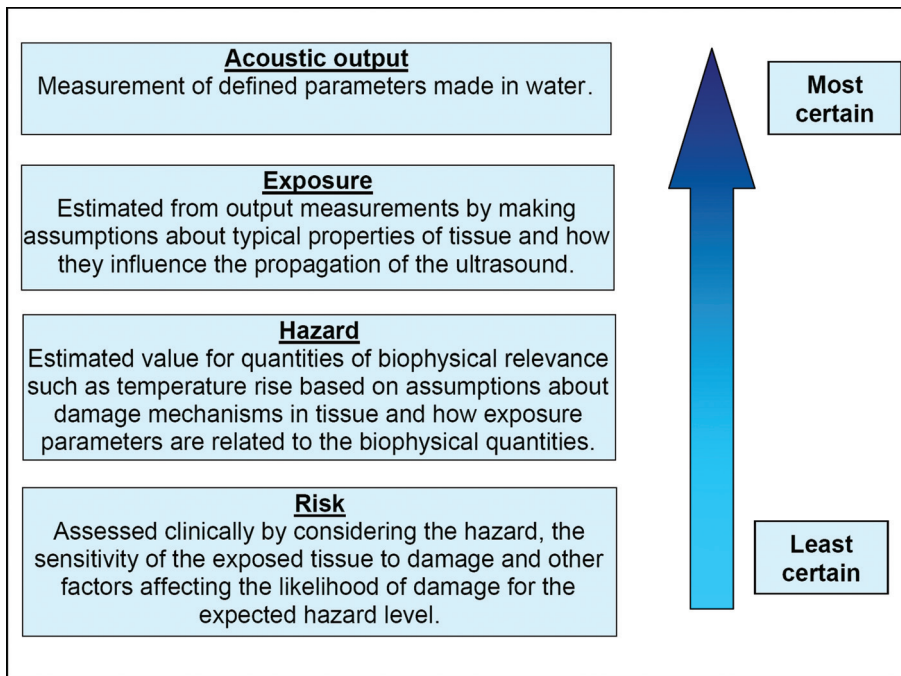 Acoustic output
Measurement of defined parameters made in water.
Most
certain
Exposure
Estimated from output measurements by making
assumptions about typical properties of tissue and how
they influence the propagation of the ultrasound.
Hazard
Estimated value for quantities of biophysical relevance
such as temperature rise based on assumptions about
damage mechanisms in tissue and how exposure
parameters are related to the biophysical quantities.
Risk
Assessed clinically by considering the hazard, the
sensitivity of the exposed tissue to damage and other
factors affecting the likelihood of damage for the
expected hazard level.
Least
certain